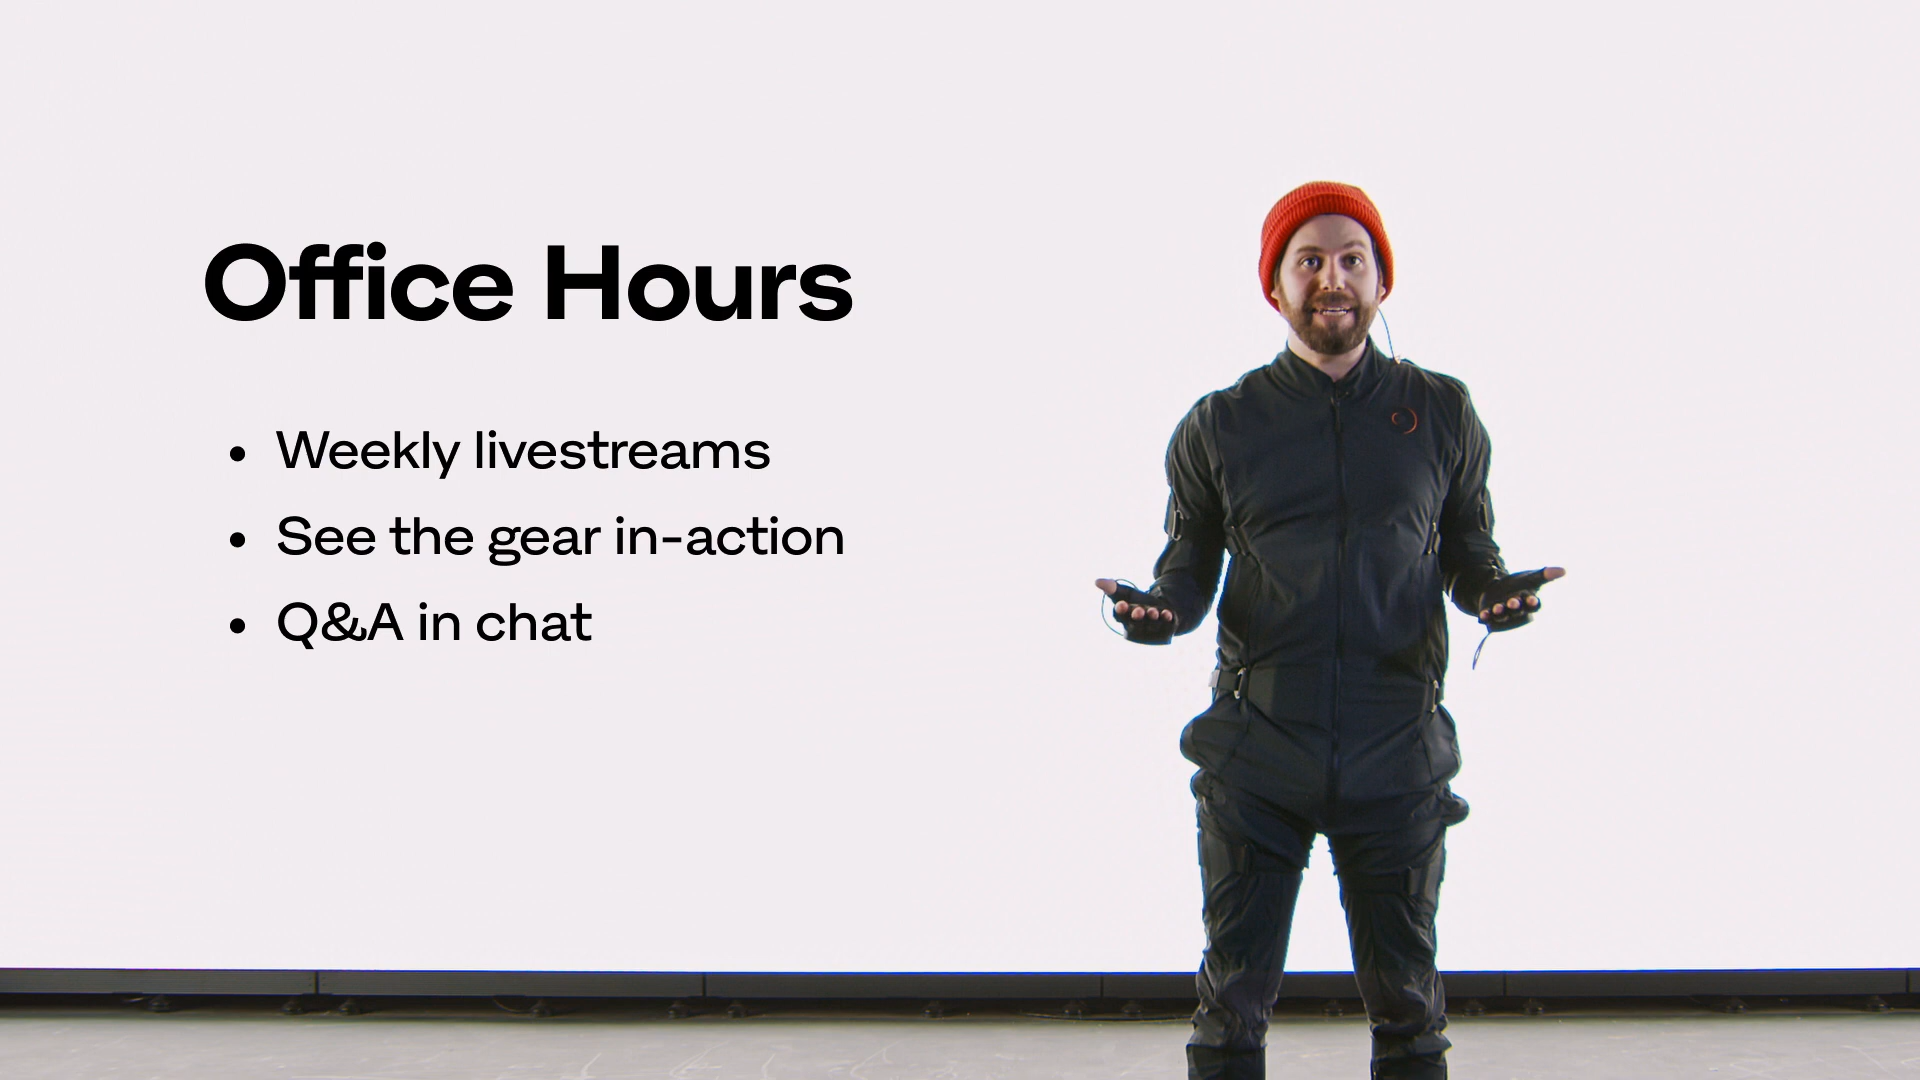 Office Hours
• Weekly livestreams
• See the gear in-action
• Q&A in chat